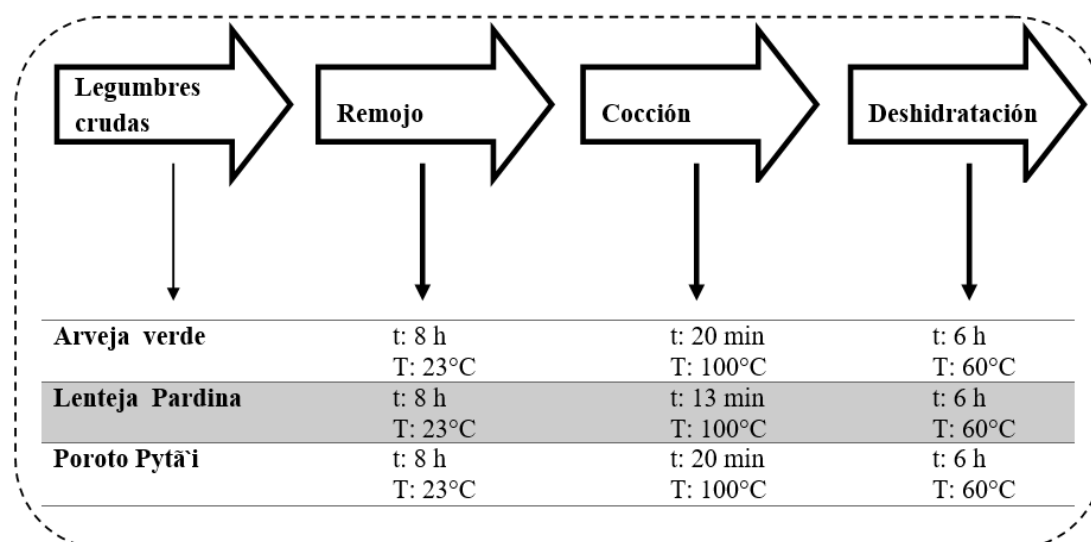 Legumbres
crudas
Remojo
Cocción
Deshidratación
Arveja verde t: 8 h t: 20 min t: 6 h
T: 23°C T: 100°C T: 60°C
Lenteja Pardina t: 8 h t: 13 min t: 6 h
T: 23°C T: 100°C T: 60°C
Poroto Pytã`i t: 8 h t: 20 min t: 6 h
T: 23°C T: 100°C T: 60°C